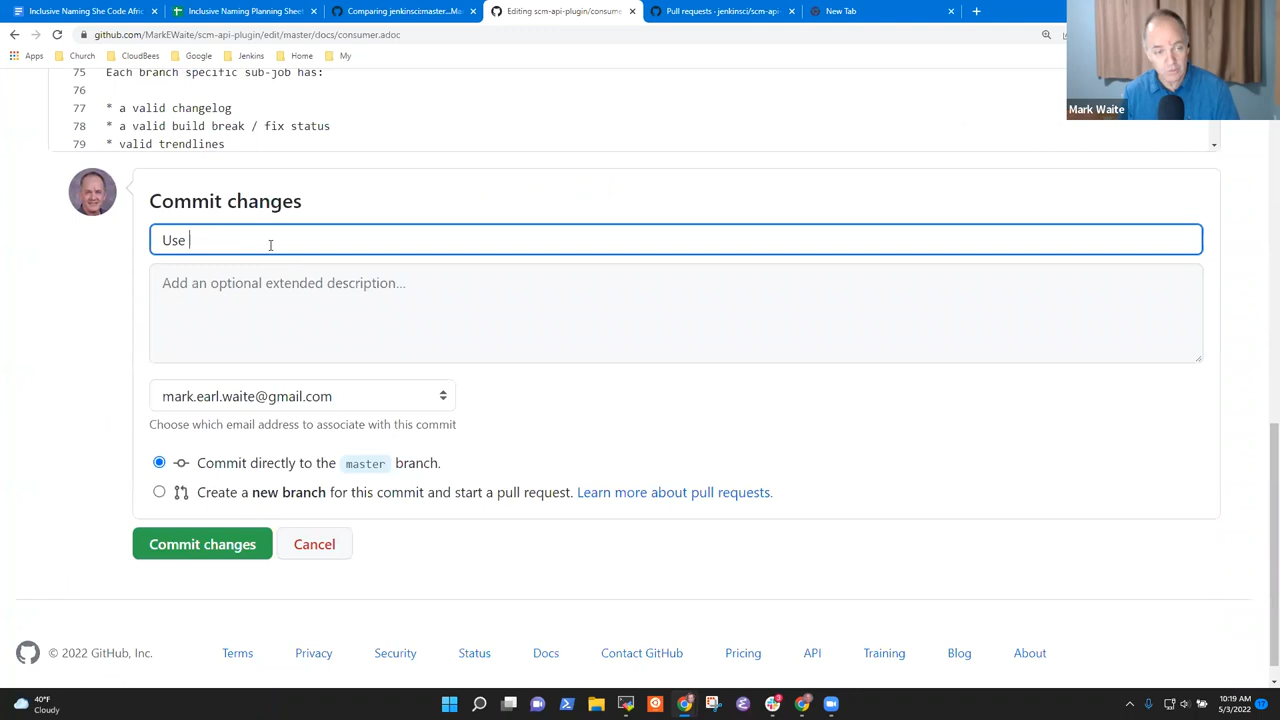 Inclusive Naming She Code Afric
Inclusive Naming Planning Sheet
Comparing jenkinsci:master...Ma
Editing scm-api-plugin/consume
Pull requests · jenkinsci/scm-api
New Tab
github.com/MarkEWaite/scm-api-plugin/edit/master/docs/consumer.adoc
Apps Church CloudBees Google Jenkins Home My
Mark Waite
75 Each branch specific sub-job has:
76
77 * a valid changelog
78 * a valid build break / fix status
79 * valid trendlines
Commit changes
Use
Add an optional extended description...
mark.earl.waite@gmail.com
Choose which email address to associate with this commit
Commit directly to the master branch.
Create a new branch for this commit and start a pull request. Learn more about pull requests.
Commit changes Cancel
© 2022 GitHub, Inc. Terms Privacy Security Status Docs Contact GitHub Pricing API Training Blog About
40°F
Cloudy
10:19 AM
5/3/2022
17